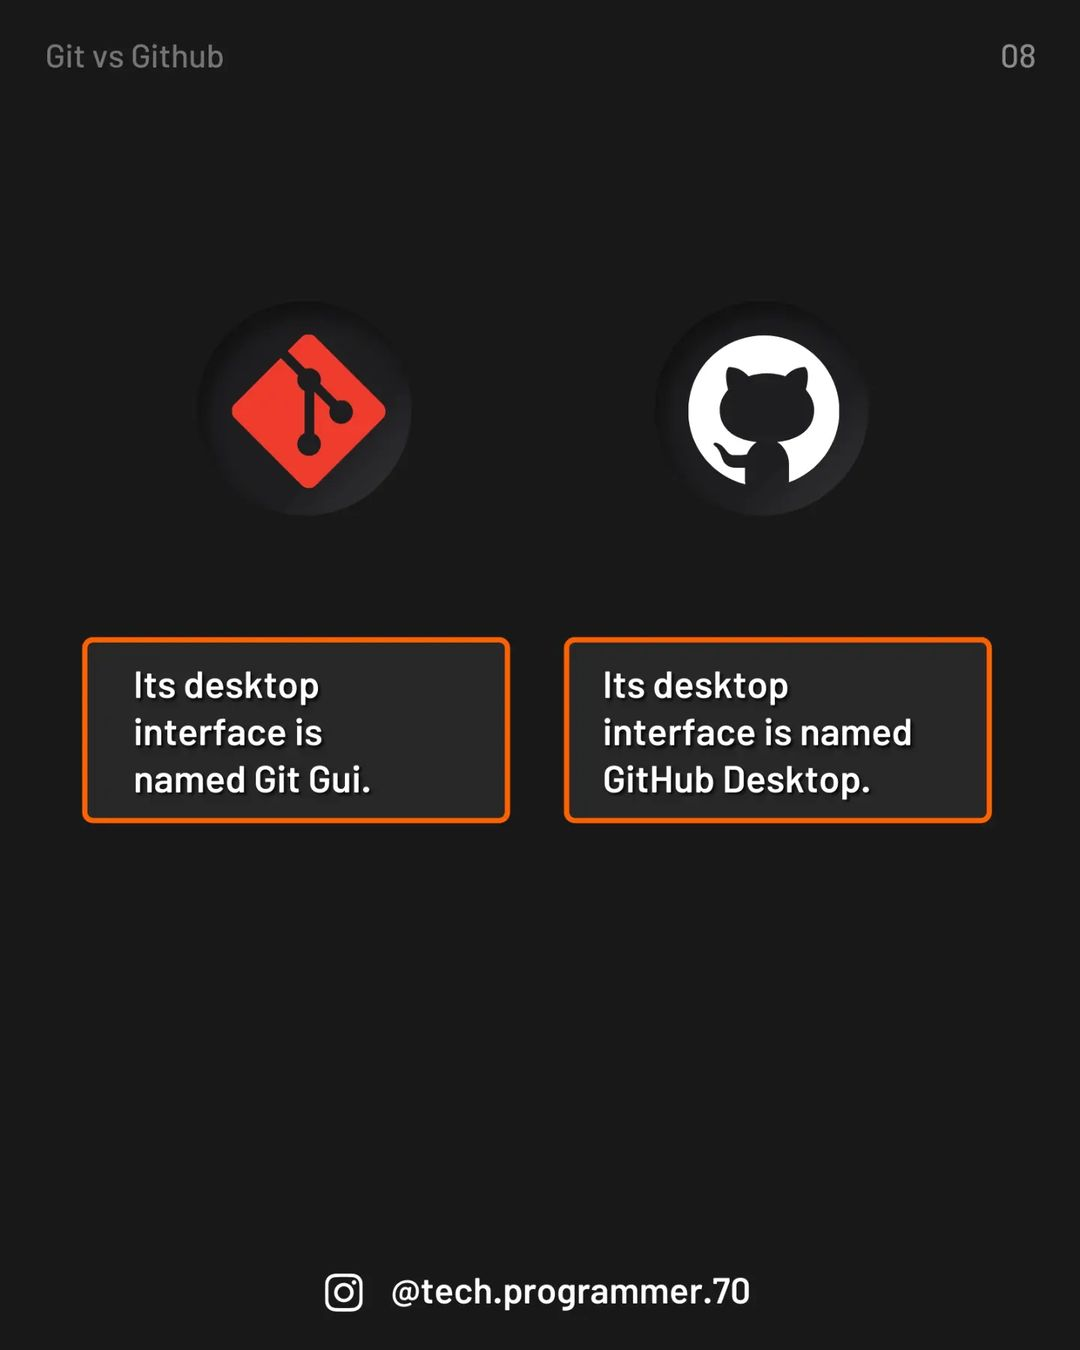 Git vs Github
08
Its desktop
interface is
named Git Gui.
Its desktop
interface is named
GitHub Desktop.
@tech.programmer.70